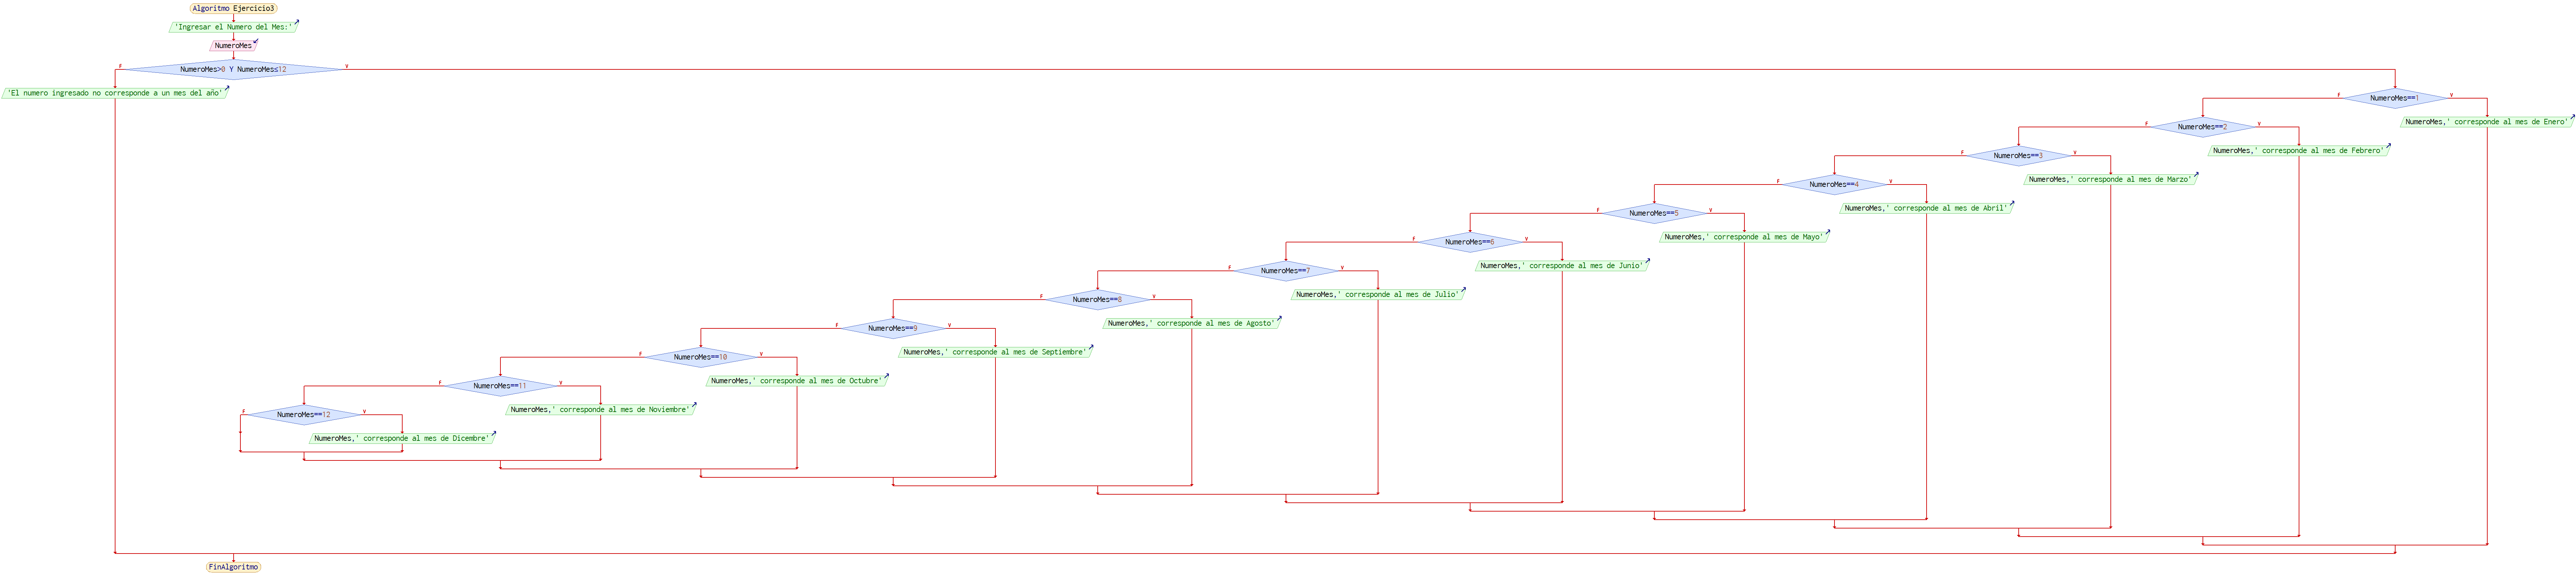 Algoritmo Ejercicio3
'Ingresar el Numero del Mes:'
NumeroMes
NumeroMes>0 Y NumeroMes≤12
F
V
'El numero ingresado no corresponde a un mes del año'
NumeroMes==1
F
V
NumeroMes,' corresponde al mes de Enero'
NumeroMes==2
F
V
NumeroMes,' corresponde al mes de Febrero'
NumeroMes==3
F
V
NumeroMes,' corresponde al mes de Marzo'
NumeroMes==4
F
V
NumeroMes,' corresponde al mes de Abril'
NumeroMes==5
F
V
NumeroMes,' corresponde al mes de Mayo'
NumeroMes==6
F
V
NumeroMes,' corresponde al mes de Junio'
NumeroMes==7
F
V
NumeroMes,' corresponde al mes de Julio'
NumeroMes==8
F
V
NumeroMes,' corresponde al mes de Agosto'
NumeroMes==9
F
V
NumeroMes,' corresponde al mes de Septiembre'
NumeroMes==10
F
V
NumeroMes,' corresponde al mes de Octubre'
NumeroMes==11
F
V
NumeroMes,' corresponde al mes de Noviembre'
NumeroMes==12
F
V
NumeroMes,' corresponde al mes de Dicembre'
FinAlgoritmo